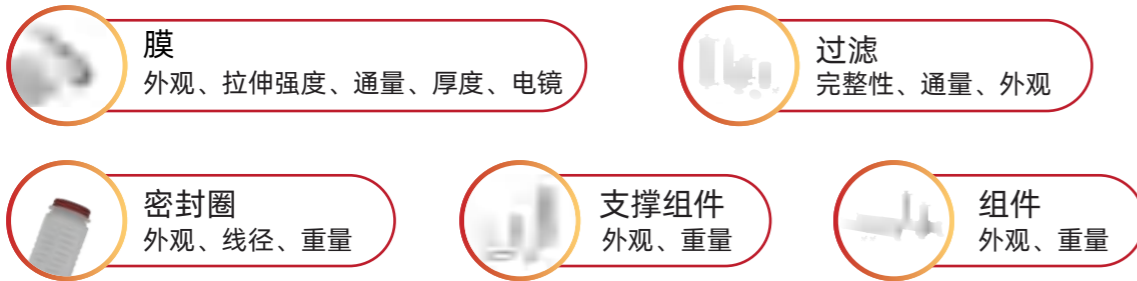 膜
外观、拉伸强度、通量、厚度、电镜
过滤
完整性、通量、外观
密封圈
外观、线径、重量
支撑组件
外观、重量
组件
外观、重量